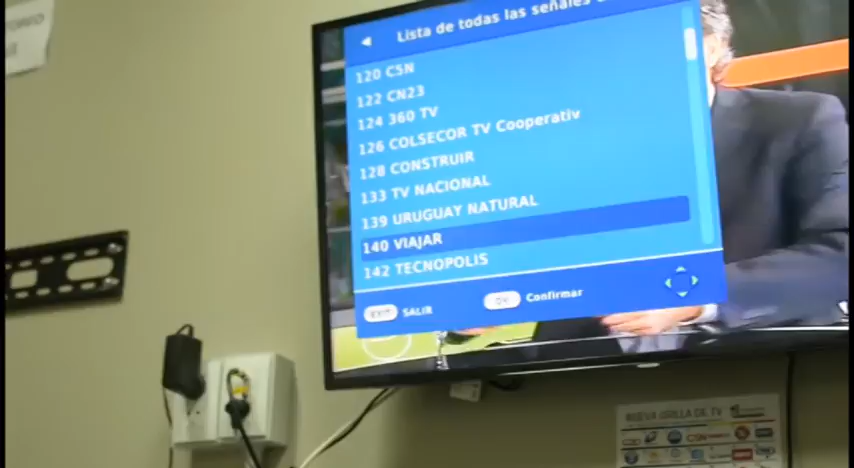 Lista de todas las señales
120 C5N
122 CN23
124 360 TV
126 COLSECOR TV Cooperativ
128 CONSTRUIR
133 TV NACIONAL
139 URUGUAY NATURAL
140 VIAJAR
142 TECNOPOLIS
EXIT SALIR
OK Confirmar
NUEVA GRILLA DE TV
C5N